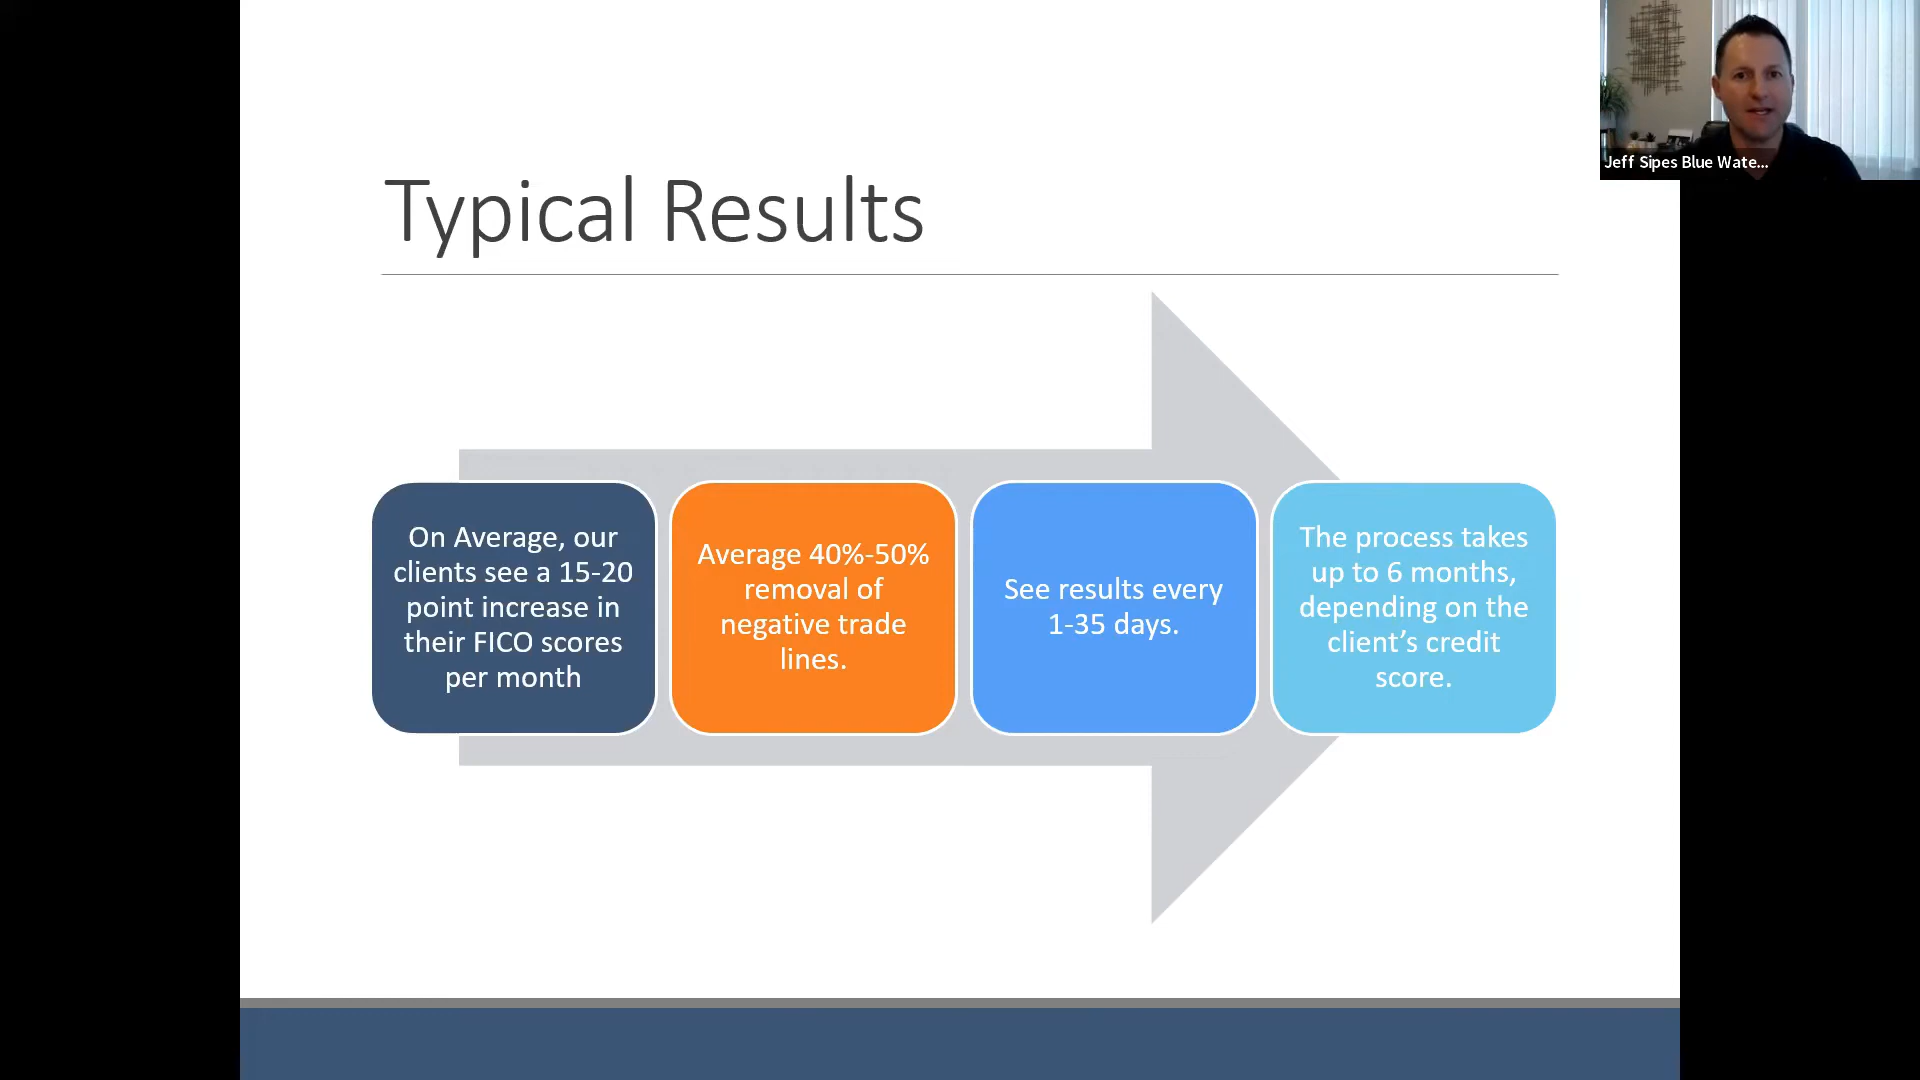 Jeff Sipes Blue Wate...
Typical Results
On Average, our
clients see a 15-20
point increase in
their FICO scores
per month
Average 40%-50%
removal of
negative trade
lines.
See results every
1-35 days.
The process takes
up to 6 months,
depending on the
client’s credit
score.